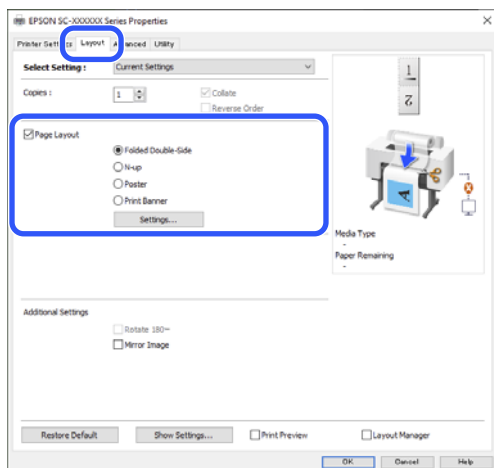 EPSON SC-XXXXXX Series Properties
Printer Settings Layout Advanced Utility
Select Setting : Current Settings
Copies : 1 Collate
Reverse Order
Page Layout
Folded Double-Side
N-up
Poster
Print Banner
Settings...
1
2
A
Media Type
-
Paper Remaining
-
Additional Settings
Rotate 180°
Mirror Image
Restore Default Show Settings... Print Preview Layout Manager
OK Cancel Help